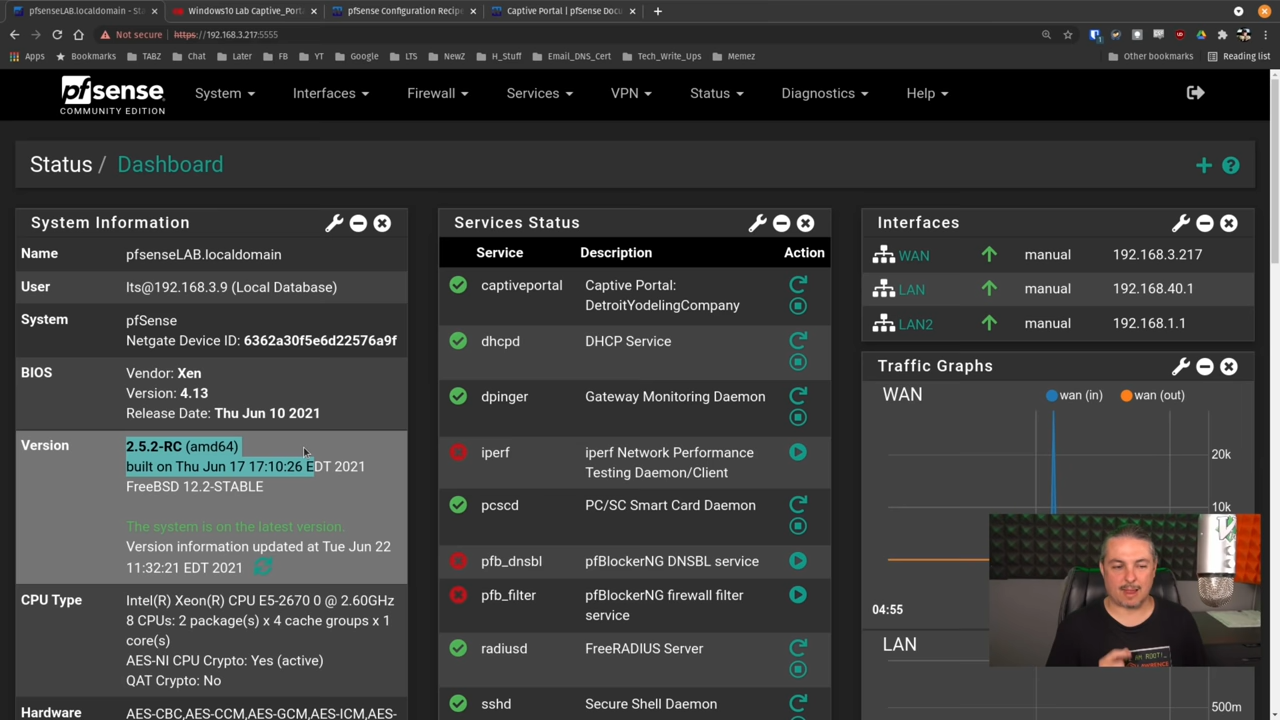 pfsenseLAB.localdomain - Sta
Windows10 Lab Captive_Port
pfSense Configuration Recipe
Captive Portal | pfSense Docu
Not secure
https://192.168.3.217:5555
Apps
Bookmarks
TABZ
Chat
Later
FB
YT
Google
LTS
NewZ
H_Stuff
Email_DNS_Cert
Tech_Write_Ups
Memez
Other bookmarks
Reading list
pfsense
COMMUNITY EDITION
System
Interfaces
Firewall
Services
VPN
Status
Diagnostics
Help
Status / Dashboard
System Information
Name
pfsenseLAB.localdomain
User
lts@192.168.3.9 (Local Database)
System
pfSense
Netgate Device ID: 6362a30f5e6d22576a9f
BIOS
Vendor: Xen
Version: 4.13
Release Date: Thu Jun 10 2021
Version
2.5.2-RC (amd64)
built on Thu Jun 17 17:10:26 EDT 2021
FreeBSD 12.2-STABLE
The system is on the latest version.
Version information updated at Tue Jun 22
11:32:21 EDT 2021
CPU Type
Intel(R) Xeon(R) CPU E5-2670 0 @ 2.60GHz
8 CPUs: 2 package(s) x 4 cache groups x 1
core(s)
AES-NI CPU Crypto: Yes (active)
QAT Crypto: No
Hardware
AES-CBC,AES-CCM,AES-GCM,AES-ICM,AES-
Services Status
Service Description Action
captiveportal
Captive Portal:
DetroitYodelingCompany
dhcpd
DHCP Service
dpinger
Gateway Monitoring Daemon
iperf
iperf Network Performance
Testing Daemon/Client
pcscd
PC/SC Smart Card Daemon
pfb_dnsbl
pfBlockerNG DNSBL service
pfb_filter
pfBlockerNG firewall filter
service
radiusd
FreeRADIUS Server
sshd
Secure Shell Daemon
Interfaces
WAN manual 192.168.3.217
LAN manual 192.168.40.1
LAN2 manual 192.168.1.1
Traffic Graphs
WAN
wan (in)
wan (out)
20k
10k
04:55
LAN
500m
I AM ROOT!